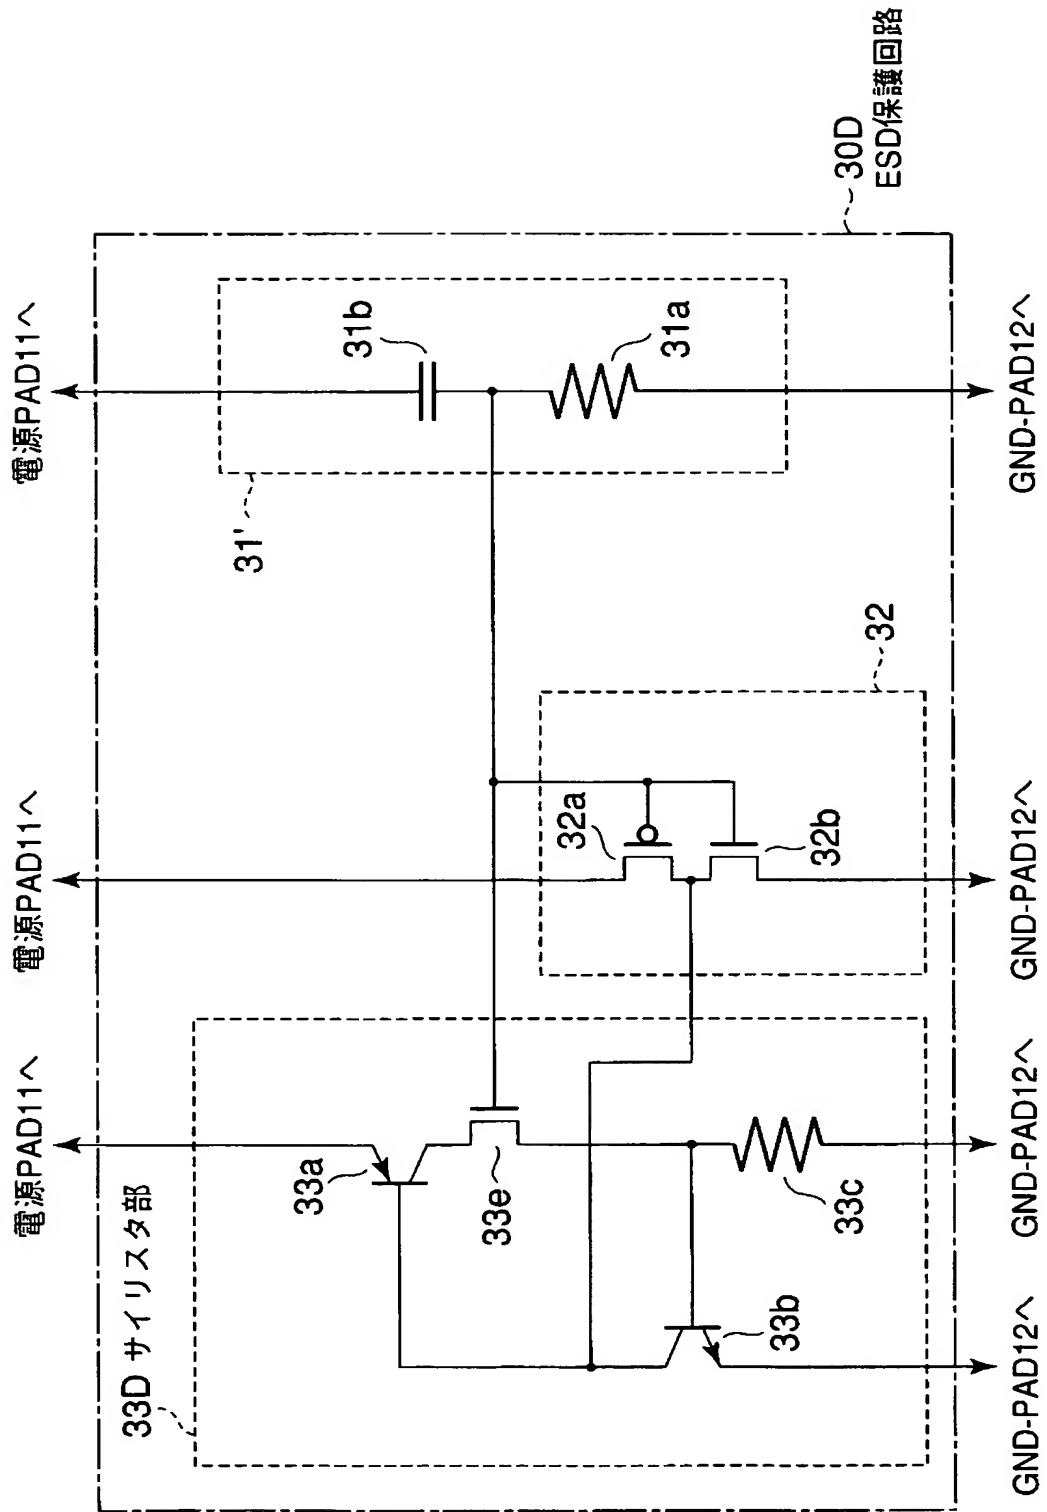 30D
ESD保護回路
電源PAD11へ
電源PAD11へ
電源PAD11へ
33D サイリスタ部
33a
33e
33b
33c
32
32a
32b
31'
31b
31a
GND-PAD12へ
GND-PAD12へ
GND-PAD12へ
GND-PAD12へ